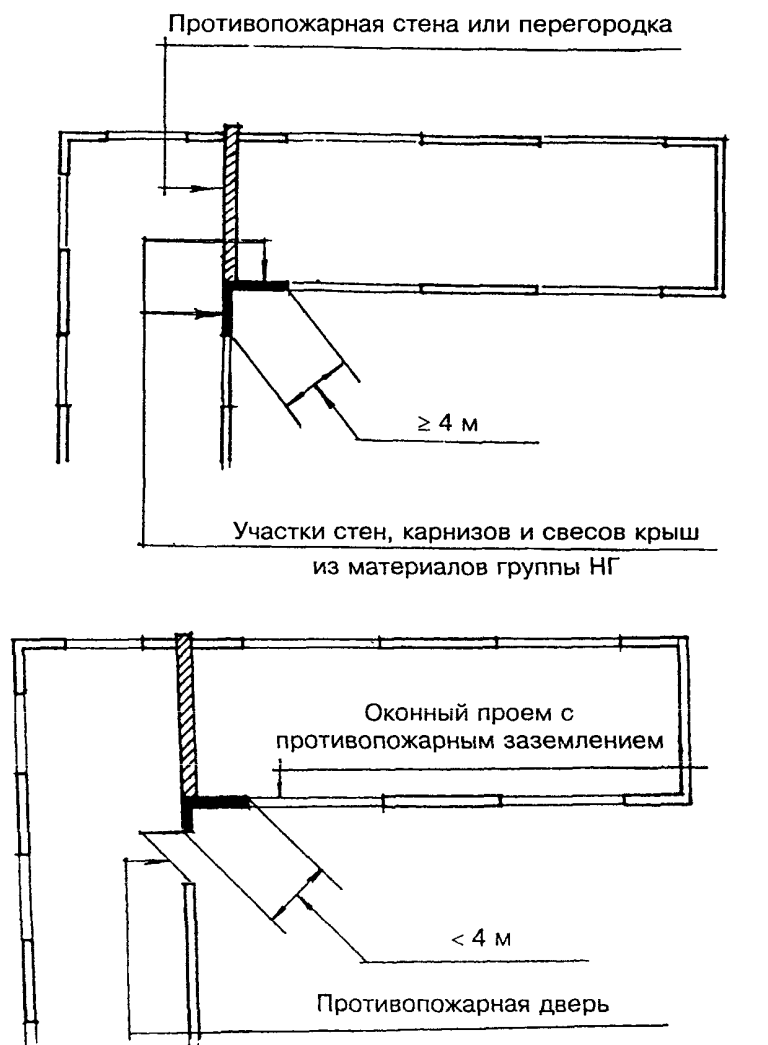 Противопожарная стена или перегородка
≥ 4 м
Участки стен, карнизов и свесов крыш
из материалов группы НГ
Оконный проем с
противопожарным заземлением
< 4 м
Противопожарная дверь